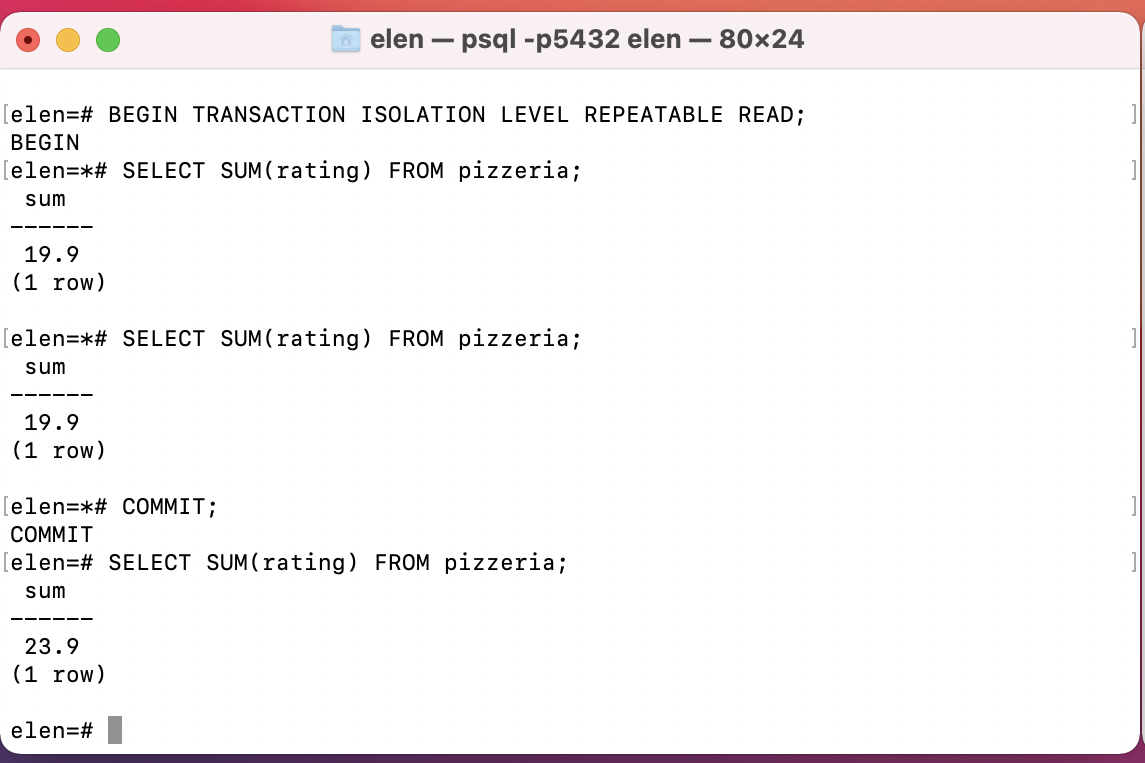 elen — psql -p5432 elen — 80×24
[elen=# BEGIN TRANSACTION ISOLATION LEVEL REPEATABLE READ; ]
BEGIN
[elen=*# SELECT SUM(rating) FROM pizzeria; ]
sum
------
19.9
(1 row)
[elen=*# SELECT SUM(rating) FROM pizzeria; ]
sum
------
19.9
(1 row)
[elen=*# COMMIT; ]
COMMIT
[elen=# SELECT SUM(rating) FROM pizzeria; ]
sum
------
23.9
(1 row)
elen=#